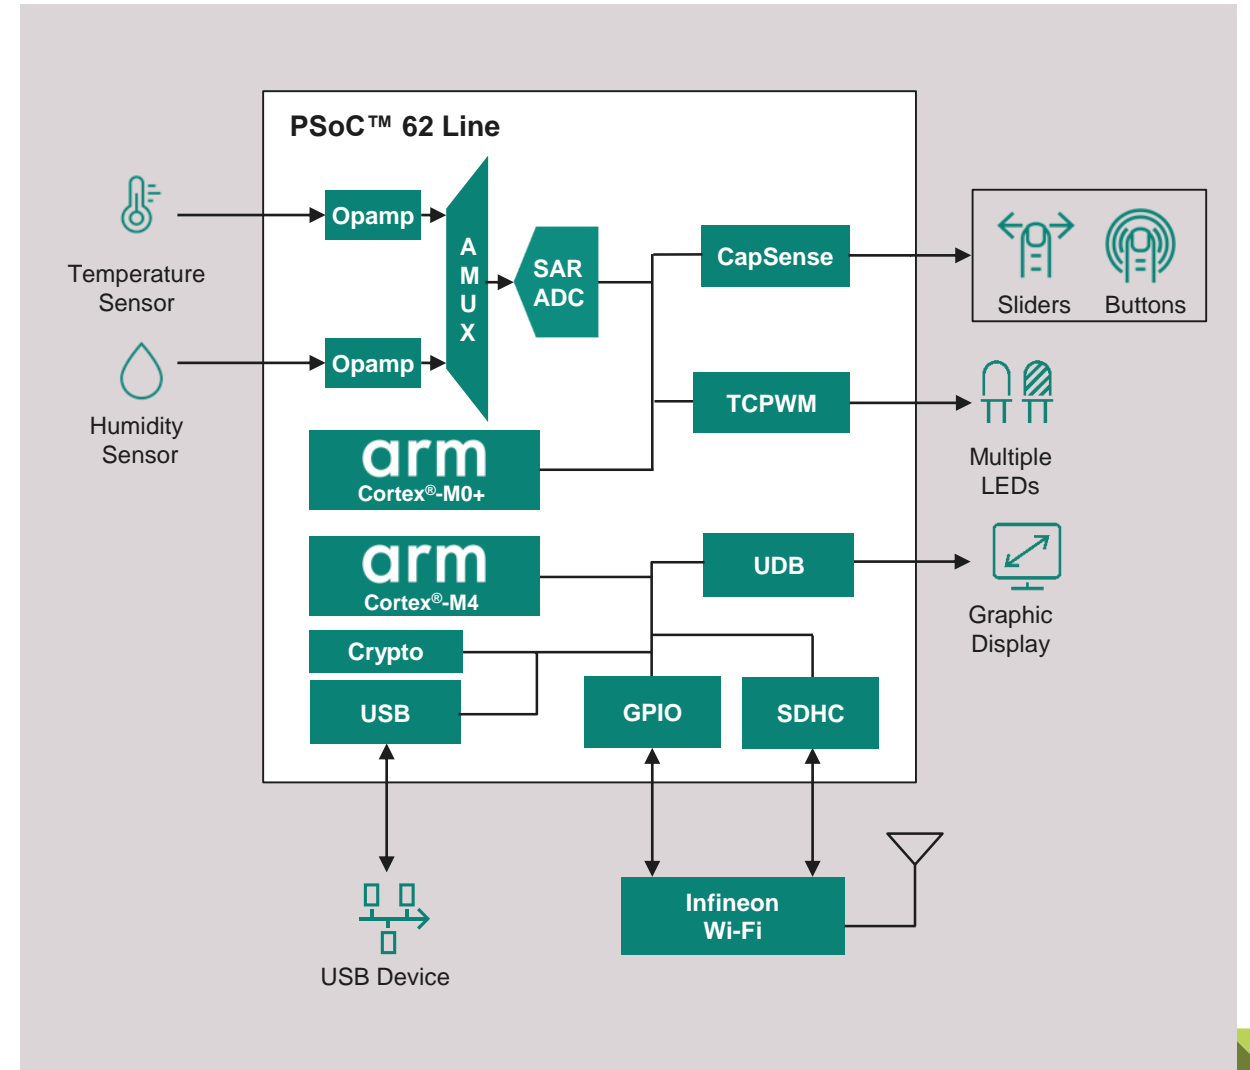 PSoC™ 62 Line
Temperature
Sensor
Humidity
Sensor
Opamp
Opamp
A
M
U
X
SAR
ADC
CapSense
TCPWM
arm
Cortex®-M0+
arm
Cortex®-M4
Crypto
USB
UDB
GPIO
SDHC
Sliders
Buttons
Multiple
LEDs
Graphic
Display
Infineon
Wi-Fi
USB Device